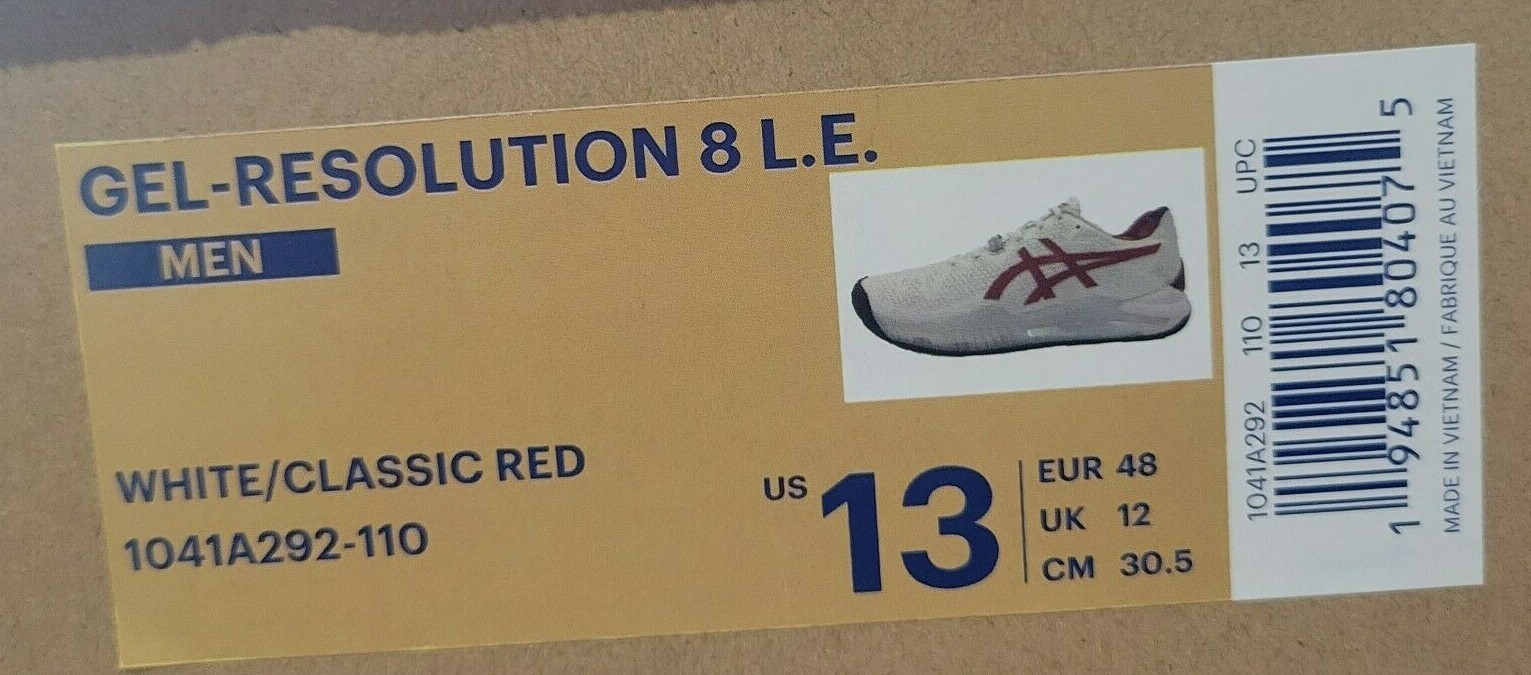 GEL-RESOLUTION 8 L.E.
MEN
WHITE/CLASSIC RED
1041A292-110
US 13
EUR 48
UK 12
CM 30.5
1041A292 110 13 UPC
1 94851 80407 5
MADE IN VIETNAM / FABRIQUE AU VIETNAM